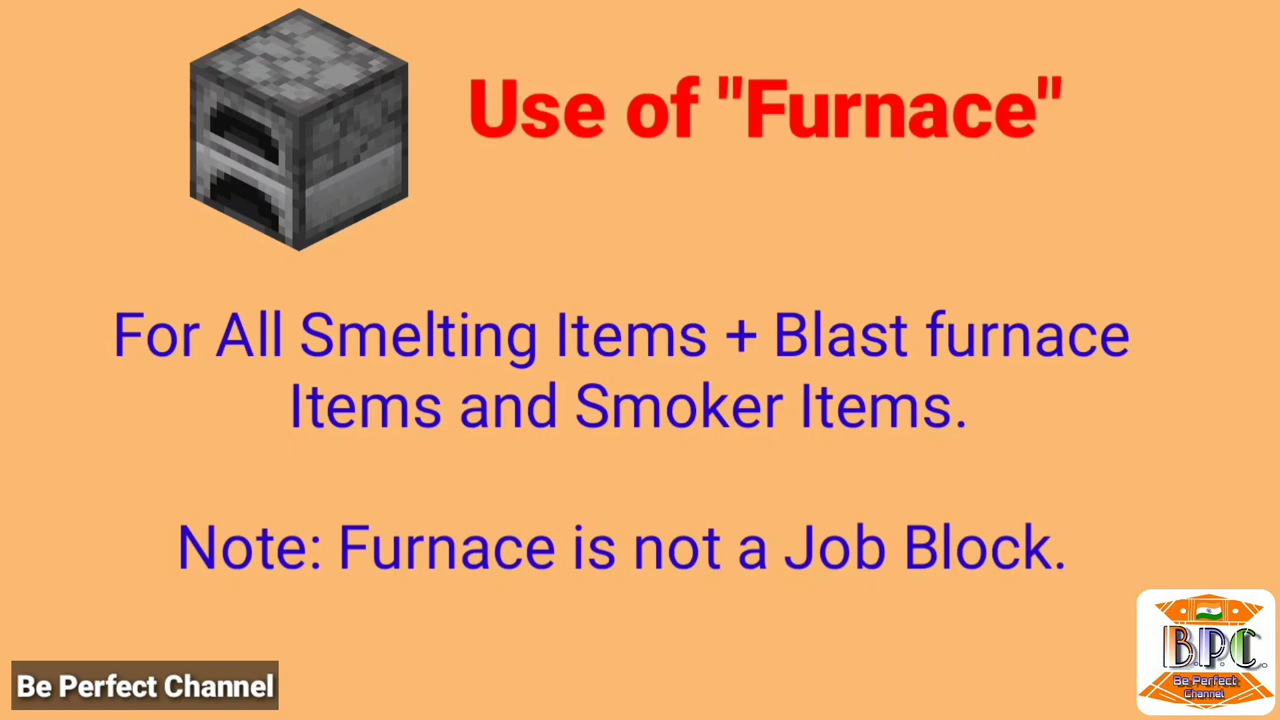 Use of "Furnace"
For All Smelting Items + Blast furnace
Items and Smoker Items.
Note: Furnace is not a Job Block.
Be Perfect Channel
B.P.C.
Be Perfect
Channel